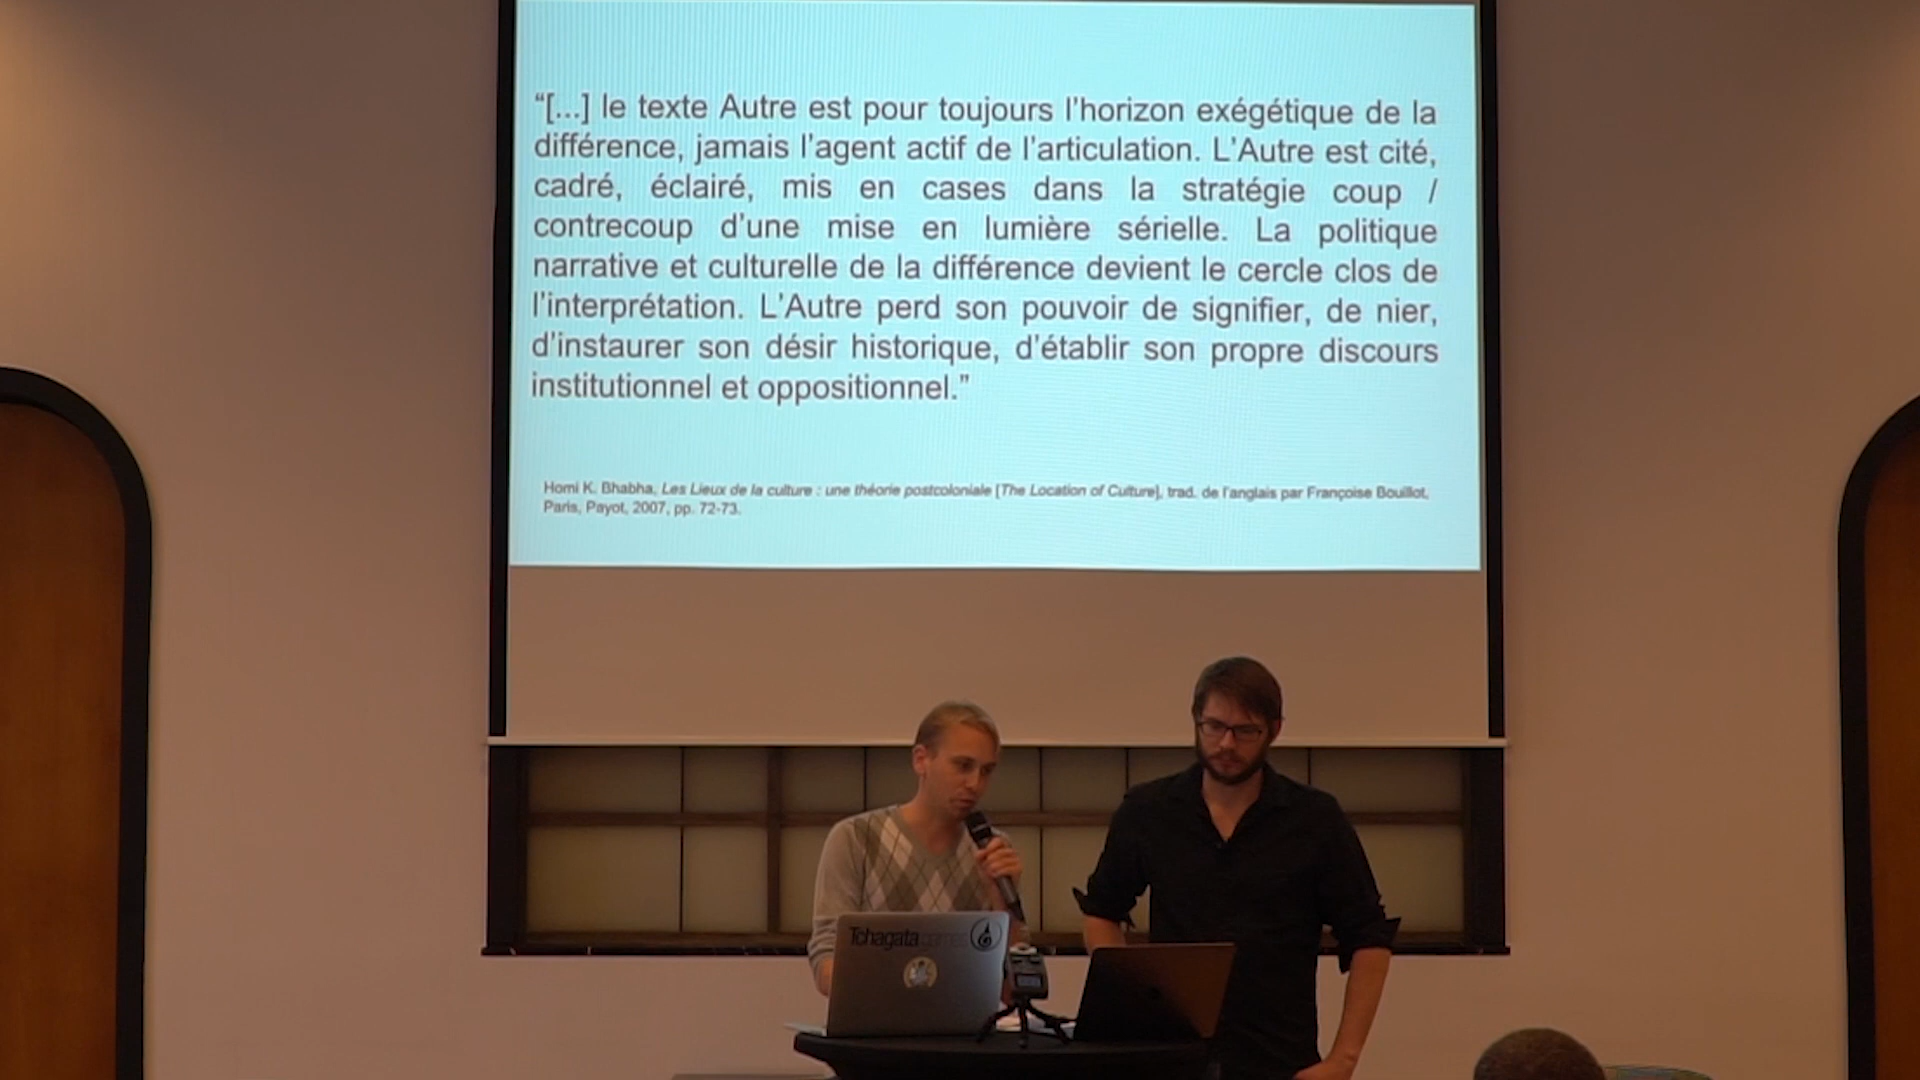 “[...] le texte Autre est pour toujours l’horizon exégétique de la
différence, jamais l’agent actif de l’articulation. L’Autre est cité,
cadré, éclairé, mis en cases dans la stratégie coup /
contrecoup d’une mise en lumière sérielle. La politique
narrative et culturelle de la différence devient le cercle clos de
l’interprétation. L’Autre perd son pouvoir de signifier, de nier,
d’instaurer son désir historique, d’établir son propre discours
institutionnel et oppositionnel.”
Homi K. Bhabha, Les Lieux de la culture : une théorie postcoloniale [The Location of Culture], trad. de l’anglais par Françoise Bouillot,
Paris, Payot, 2007, pp. 72-73.
Tchagata games